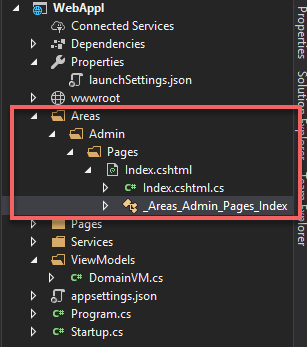 WebAppl
Connected Services
Dependencies
Properties
launchSettings.json
wwwroot
Areas
Admin
Pages
Index.cshtml
C# Index.cshtml.cs
_Areas_Admin_Pages_Index
Pages
Services
ViewModels
C# DomainVM.cs
appsettings.json
C# Program.cs
C# Startup.cs
Properties
Solution Explorer
Team Explorer